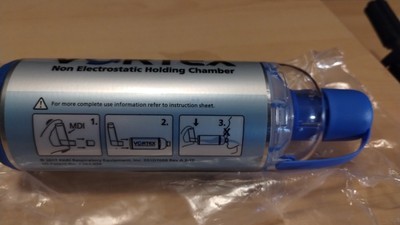 VORTEX
Non Electrostatic Holding Chamber
For more complete use information refer to instruction sheet.
MDI 1. 2. 3.
VORTEX